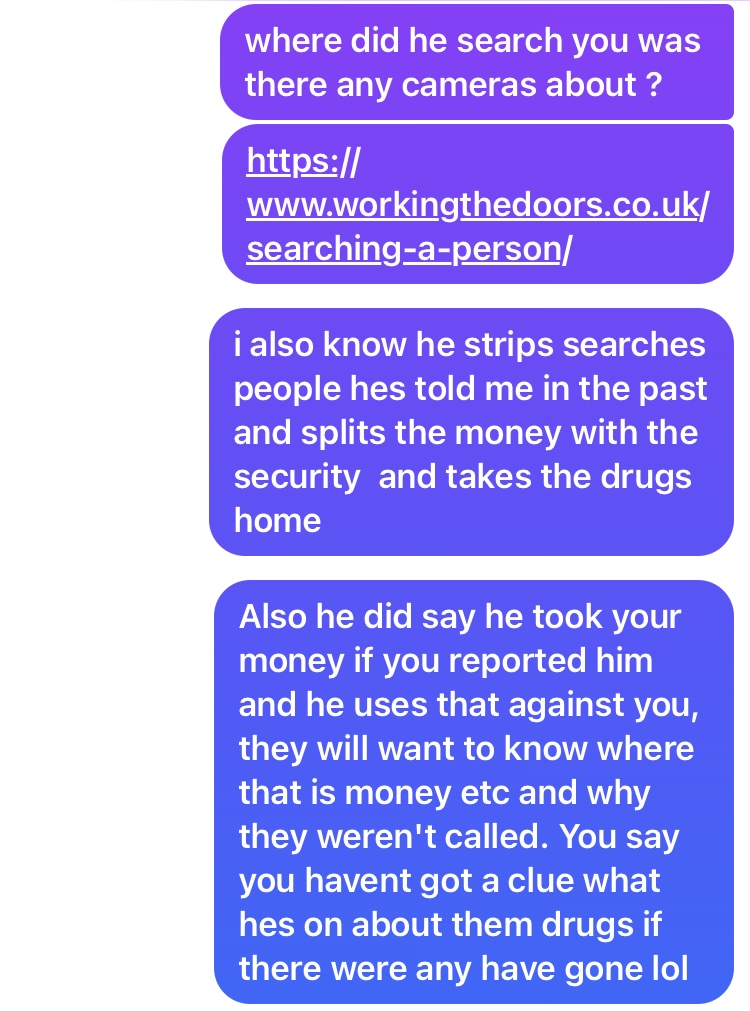 where did he search you was
there any cameras about ?
https://
www.workingthedoors.co.uk/
searching-a-person/
i also know he strips searches
people hes told me in the past
and splits the money with the
security  and takes the drugs
home
Also he did say he took your
money if you reported him
and he uses that against you,
they will want to know where
that is money etc and why
they weren't called. You say
you havent got a clue what
hes on about them drugs if
there were any have gone lol